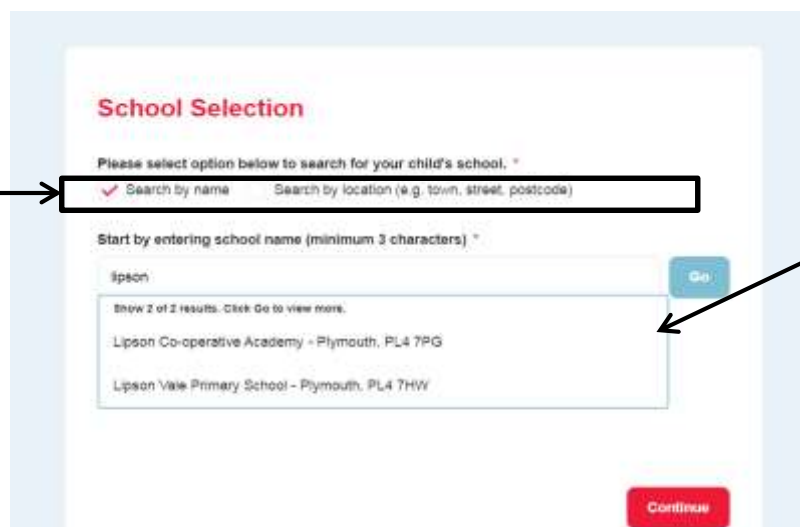 School Selection
Please select option below to search for your child's school. *
Search by name Search by location (e.g. town, street, postcode)
Start by entering school name (minimum 3 characters) *
lipson Go
Show 2 of 2 results. Click Go to view more.
Lipson Co-operative Academy - Plymouth, PL4 7PG
Lipson Vale Primary School - Plymouth, PL4 7HW
Continue